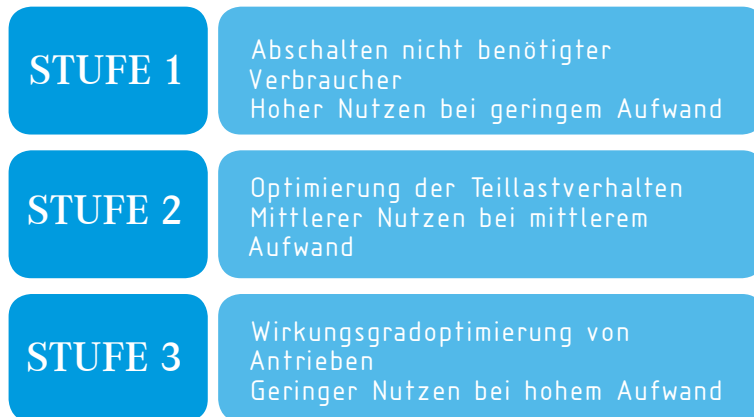 STUFE 1
Abschalten nicht benötigter
Verbraucher
Hoher Nutzen bei geringem Aufwand
STUFE 2
Optimierung der Teillastverhalten
Mittlerer Nutzen bei mittlerem
Aufwand
STUFE 3
Wirkungsgradoptimierung von
Antrieben
Geringer Nutzen bei hohem Aufwand